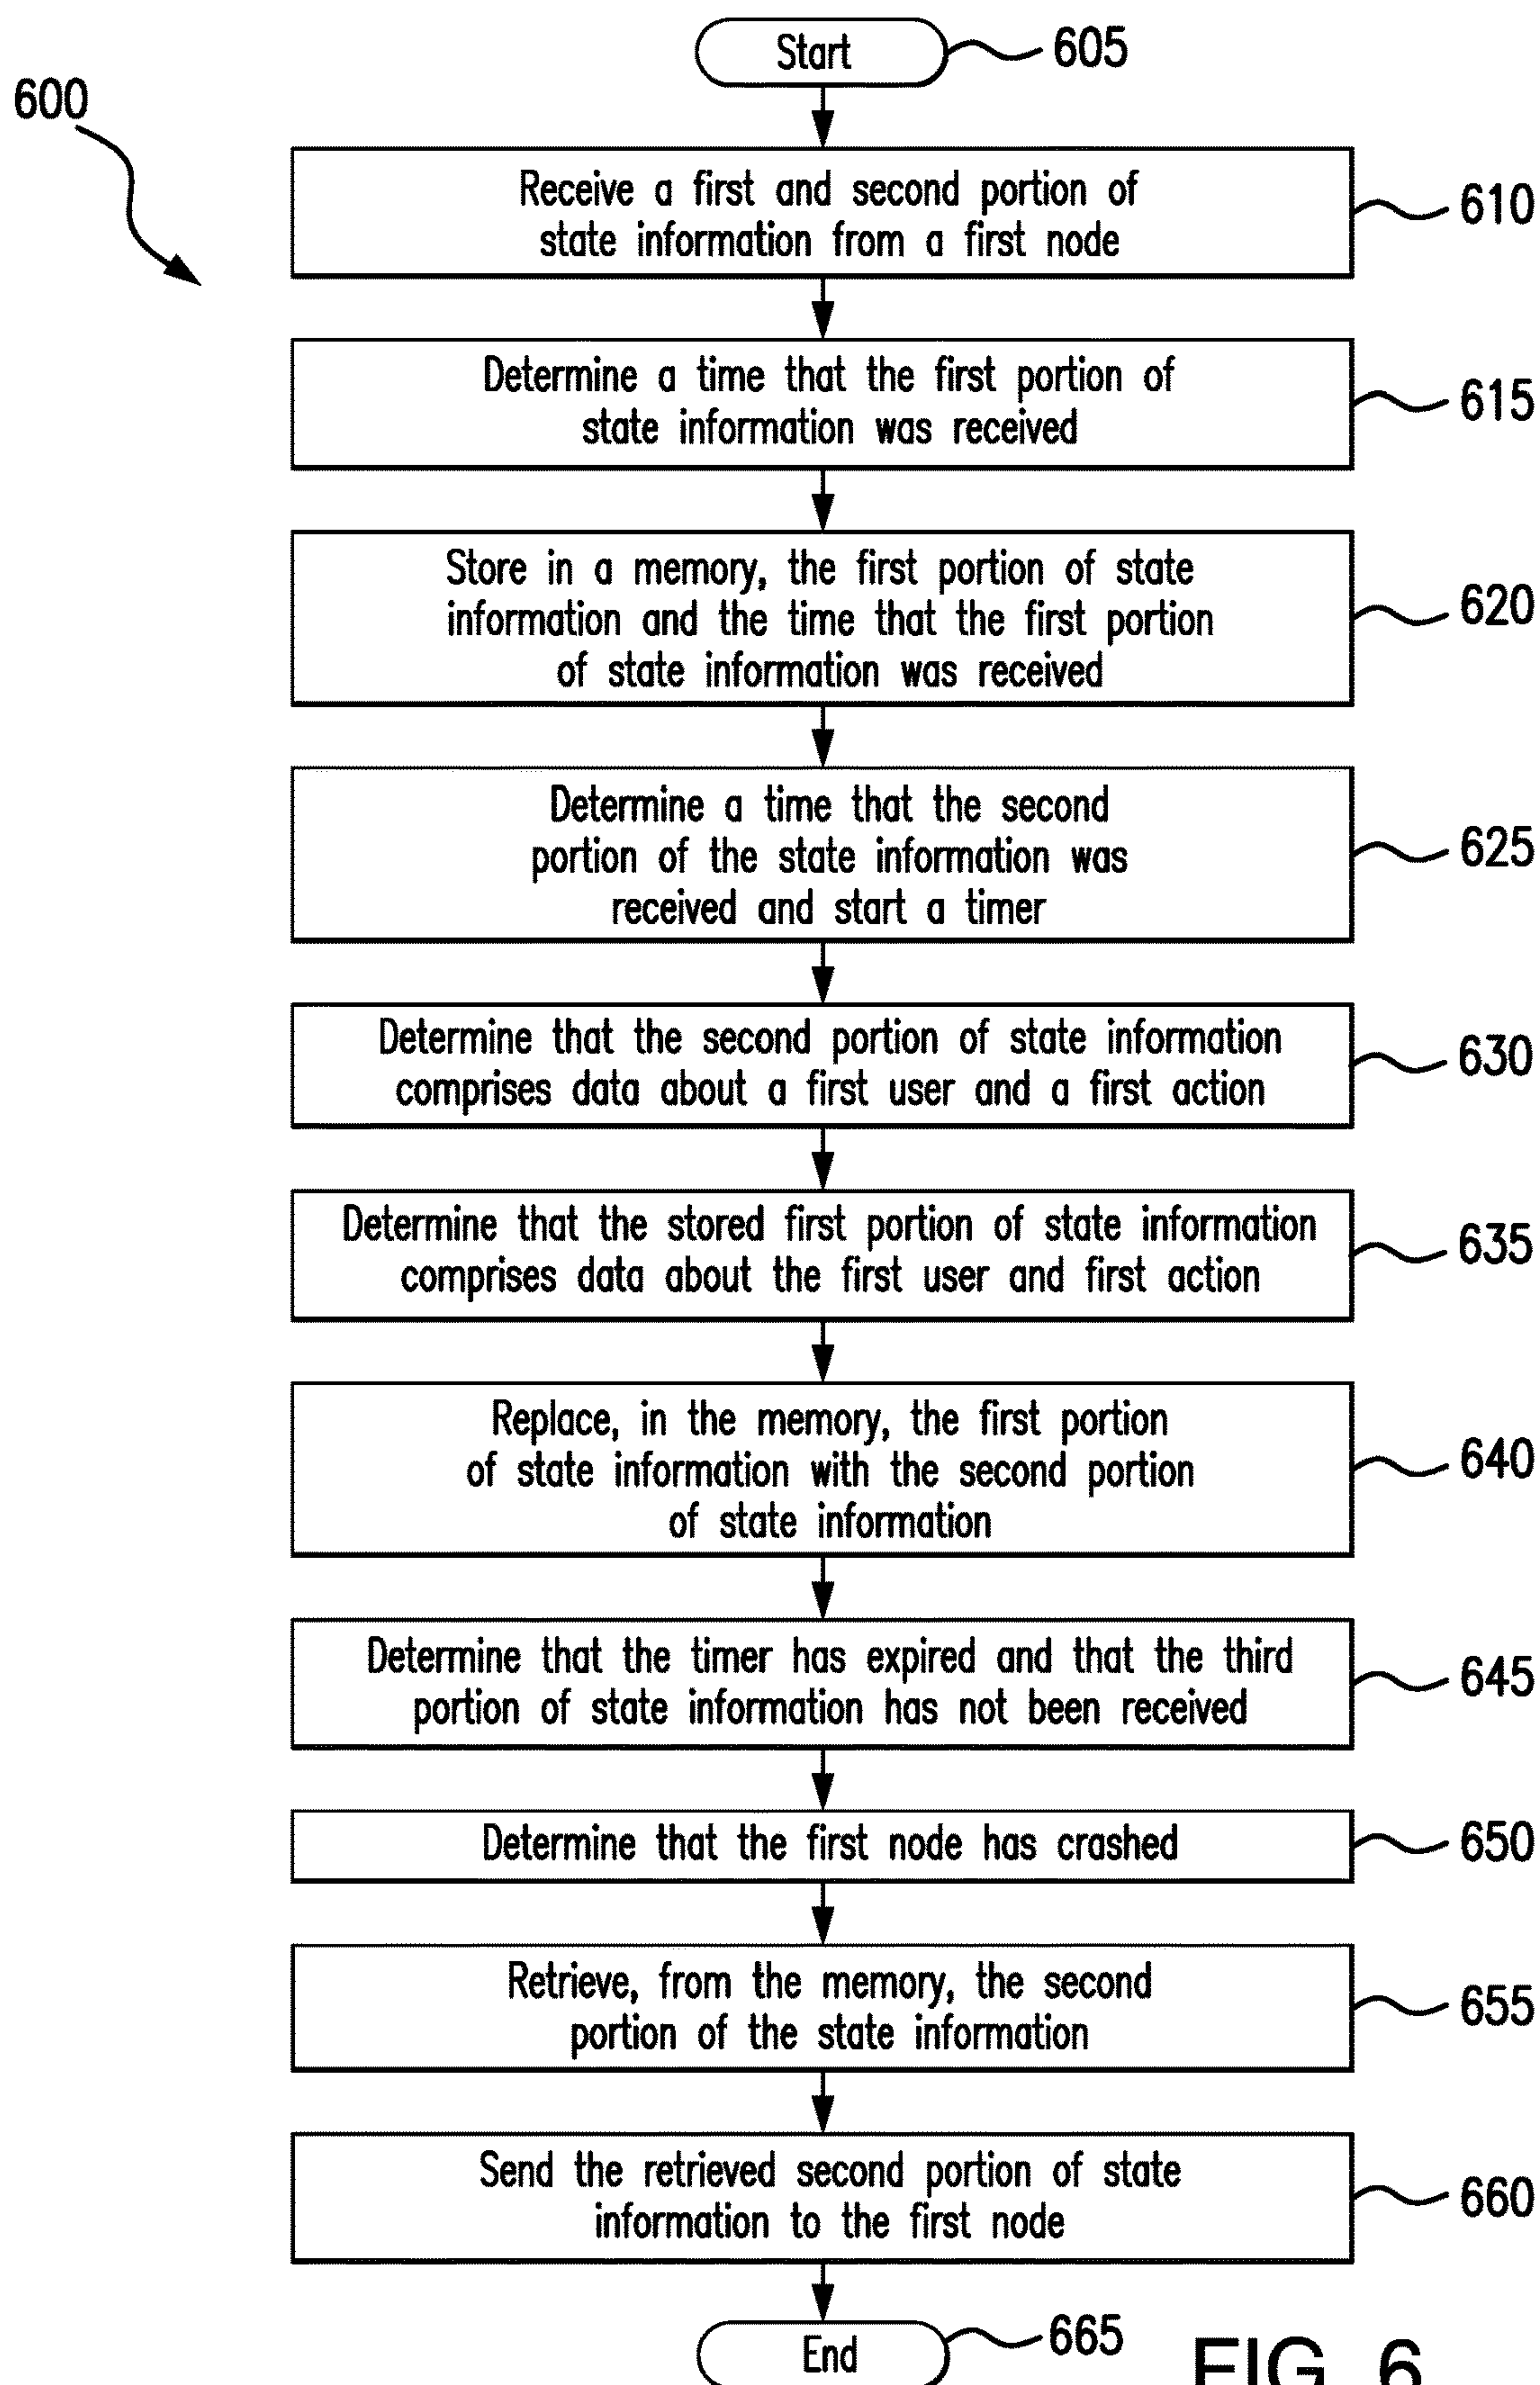 Start
605
600
Receive a first and second portion of
state information from a first node
610
Determine a time that the first portion of
state information was received
615
Store in a memory, the first portion of state
information and the time that the first portion
of state information was received
620
Determine a time that the second
portion of the state information was
received and start a timer
625
Determine that the second portion of state information
comprises data about a first user and a first action
630
Determine that the stored first portion of state information
comprises data about the first user and first action
635
Replace, in the memory, the first portion
of state information with the second portion
of state information
640
Determine that the timer has expired and that the third
portion of state information has not been received
645
Determine that the first node has crashed
650
Retrieve, from the memory, the second
portion of the state information
655
Send the retrieved second portion of state
information to the first node
660
End
665
FIG. 6